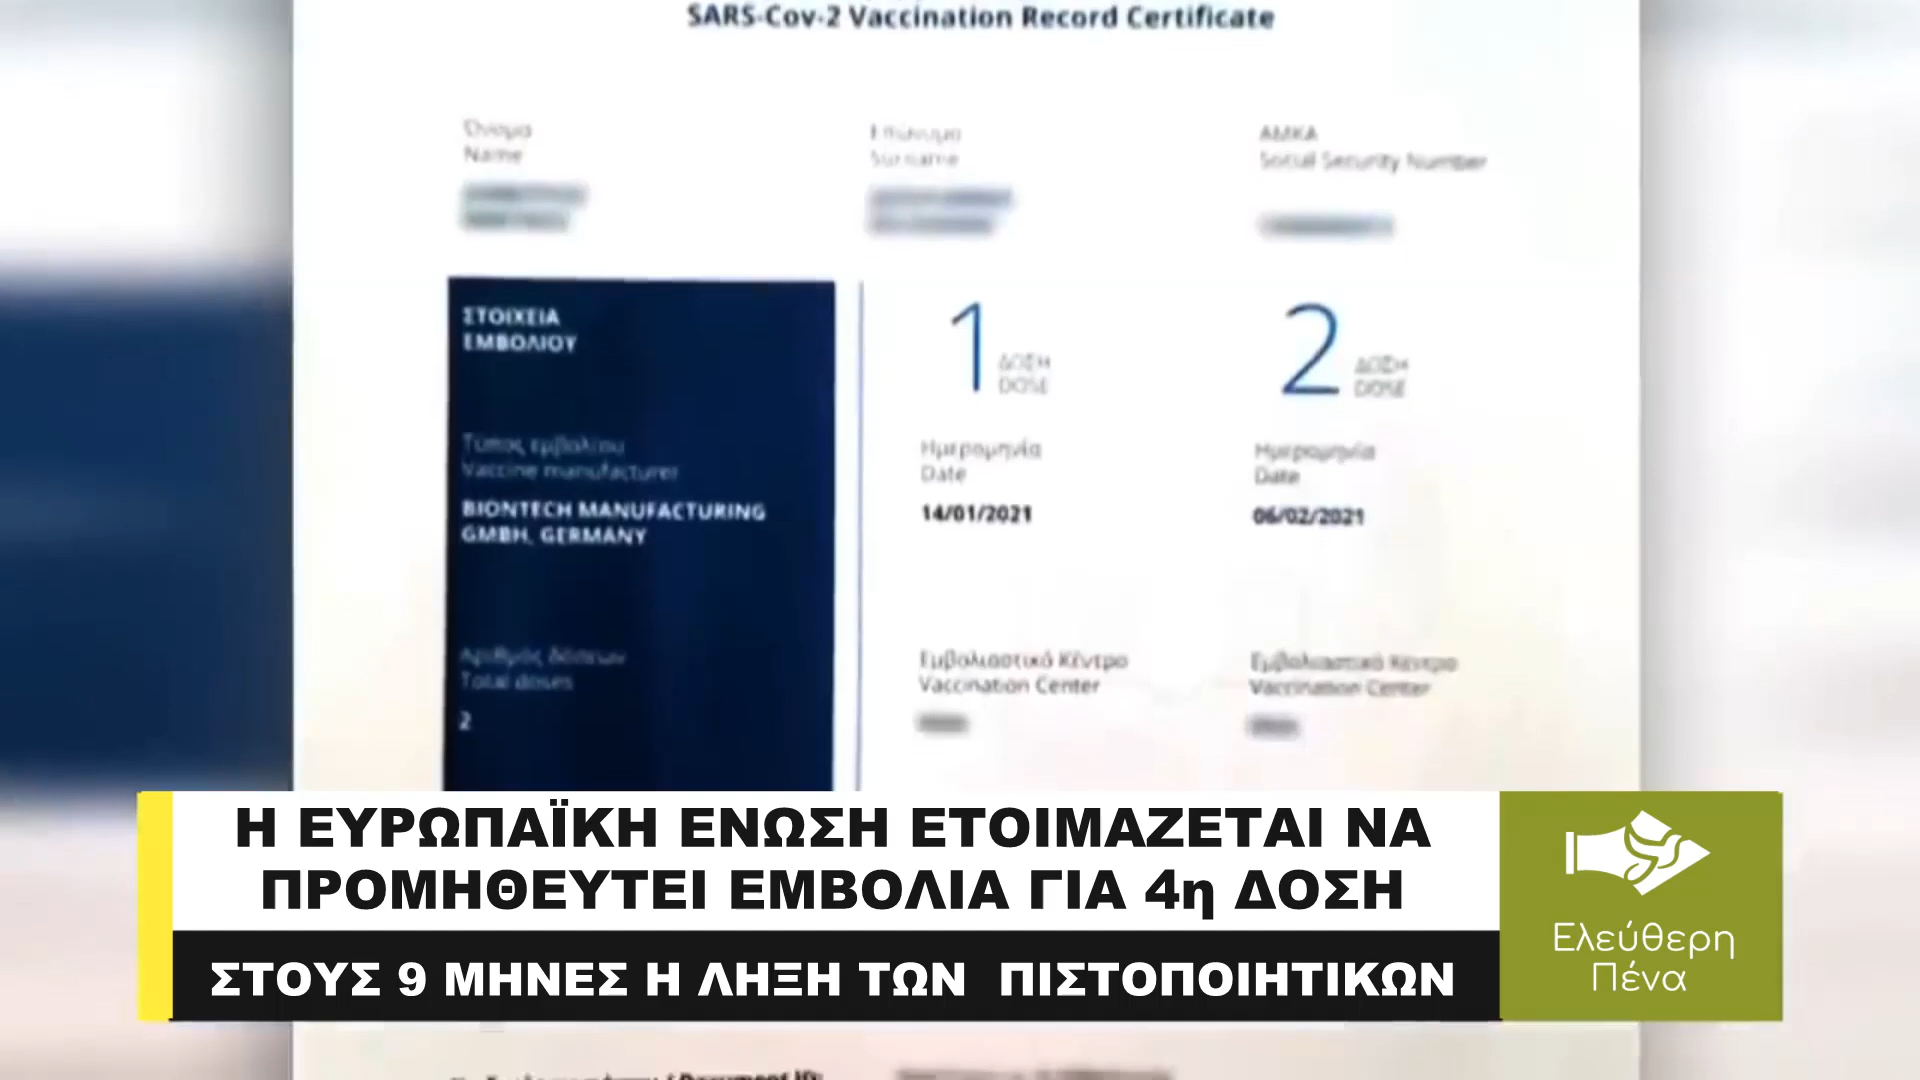 SARS-Cov-2 Vaccination Record Certificate
Όνομα
Name
Επώνυμο
Surname
ΑΜΚΑ
Social Security Number
ΣΤΟΙΧΕΙΑ
ΕΜΒΟΛΙΟΥ
1 ΔΟΣΗ
DOSE
2 ΔΟΣΗ
DOSE
Τύπος εμβολίου
Vaccine manufacturer
BIONTECH MANUFACTURING
GMBH, GERMANY
Ημερομηνία
Date
14/01/2021
Ημερομηνία
Date
06/02/2021
Αριθμός δόσεων
Total doses
2
Εμβολιαστικό Κέντρο
Vaccination Center
Εμβολιαστικό Κέντρο
Vaccination Center
Η ΕΥΡΩΠΑΪΚΗ ΕΝΩΣΗ ΕΤΟΙΜΑΖΕΤΑΙ ΝΑ
ΠΡΟΜΗΘΕΥΤΕΙ ΕΜΒΟΛΙΑ ΓΙΑ 4η ΔΟΣΗ
ΣΤΟΥΣ 9 ΜΗΝΕΣ Η ΛΗΞΗ ΤΩΝ ΠΙΣΤΟΠΟΙΗΤΙΚΩΝ
Ελεύθερη
Πένα
/ Document ID: